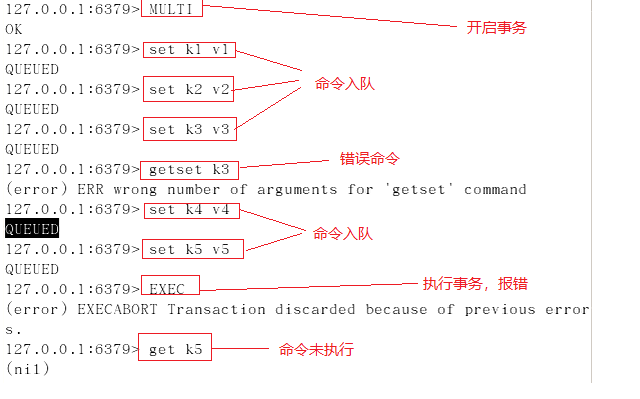 127.0.0.1:6379> MULTI
开启事务
OK
127.0.0.1:6379> set k1 v1
QUEUED
127.0.0.1:6379> set k2 v2
命令入队
QUEUED
127.0.0.1:6379> set k3 v3
QUEUED
错误命令
127.0.0.1:6379> getset k3
(error) ERR wrong number of arguments for 'getset' command
127.0.0.1:6379> set k4 v4
QUEUED
命令入队
127.0.0.1:6379> set k5 v5
QUEUED
127.0.0.1:6379> EXEC
执行事务，报错
(error) EXECABORT Transaction discarded because of previous error
s.
127.0.0.1:6379> get k5
命令未执行
(nil)